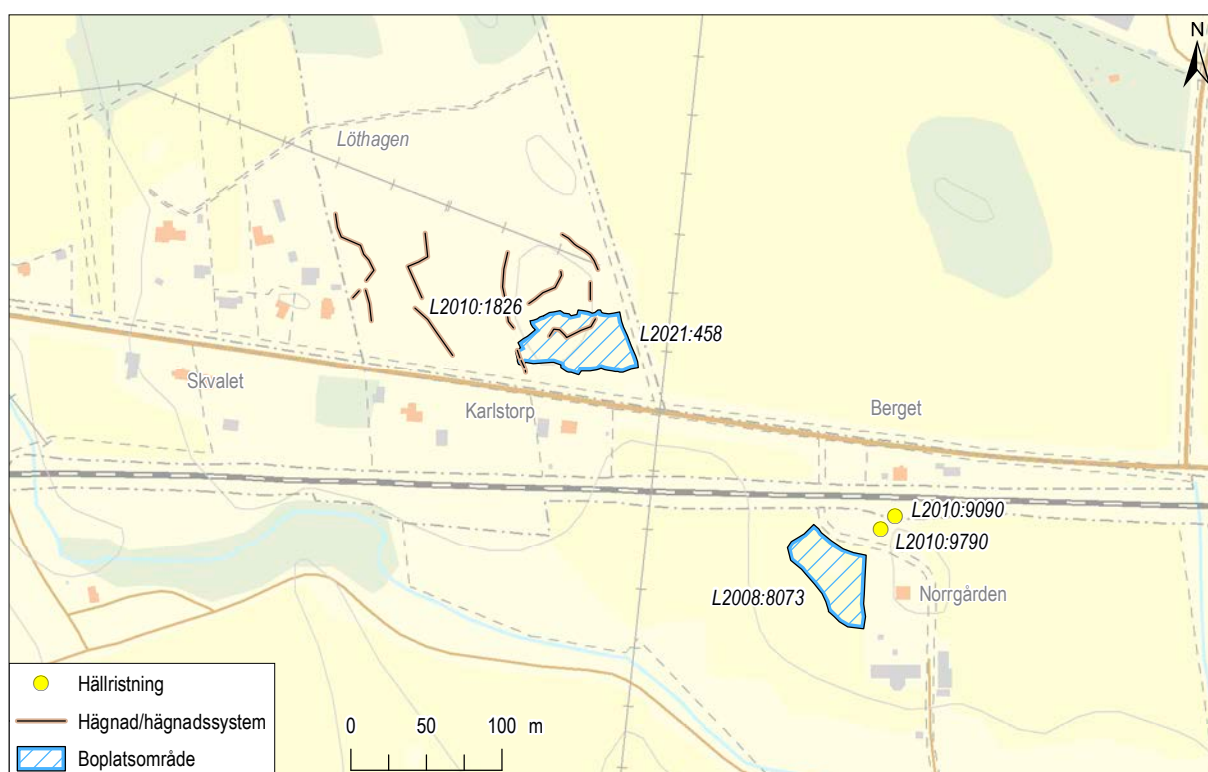 N
Löthagen
L2010:1826
L2021:458
Skvalet
Karlstorp
Berget
L2010:9090
L2010:9790
L2008:8073
Norrgården
Hällristning
Hägnad/hägnadssystem
Boplatsområde
0 50 100 m